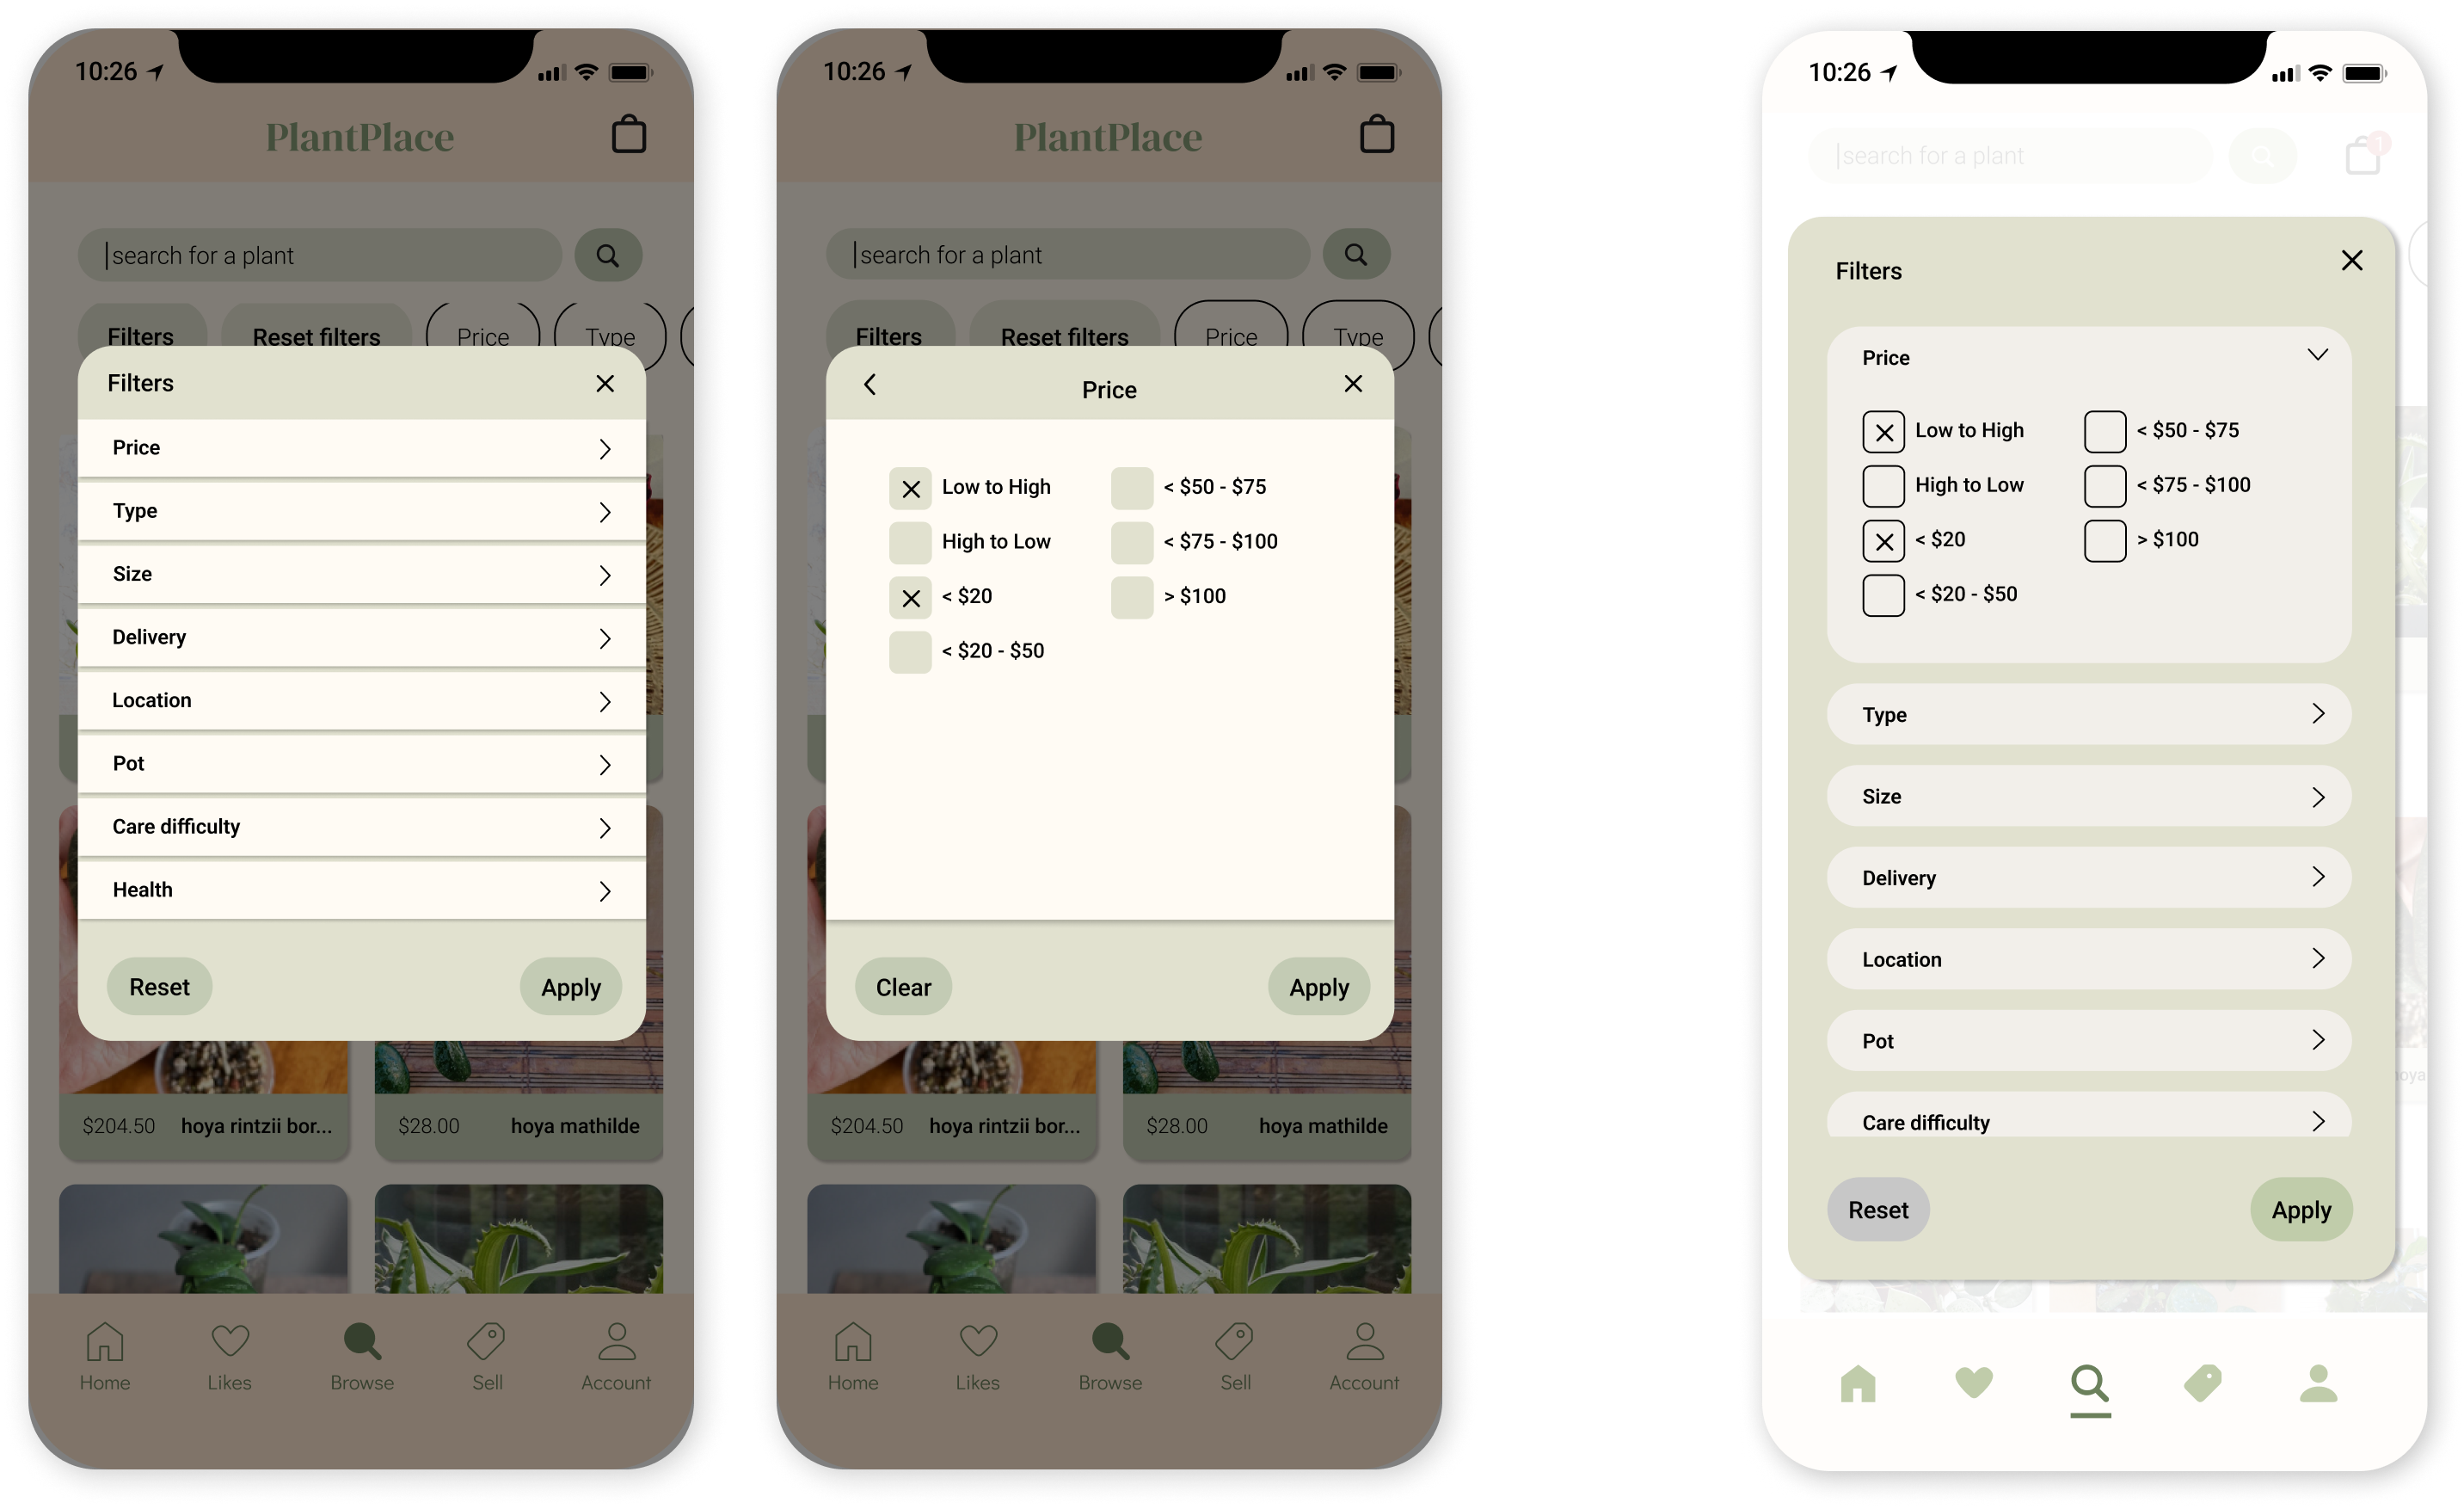 10:26
PlantPlace
search for a plant
Filters Reset filters Price Type
Filters
Price
Type
Size
Delivery
Location
Pot
Care difficulty
Health
Reset Apply
$204.50 hoya rintzii bor... $28.00 hoya mathilde
Home Likes Browse Sell Account
10:26
PlantPlace
search for a plant
Filters Reset filters Price Type
Price
Low to High < $50 - $75
High to Low < $75 - $100
< $20 > $100
< $20 - $50
Clear Apply
$204.50 hoya rintzii bor... $28.00 hoya mathilde
Home Likes Browse Sell Account
10:26
search for a plant 1
Filters
Price
Low to High < $50 - $75
High to Low < $75 - $100
< $20 > $100
< $20 - $50
Type
Size
Delivery
Location
Pot
Care difficulty
Reset Apply